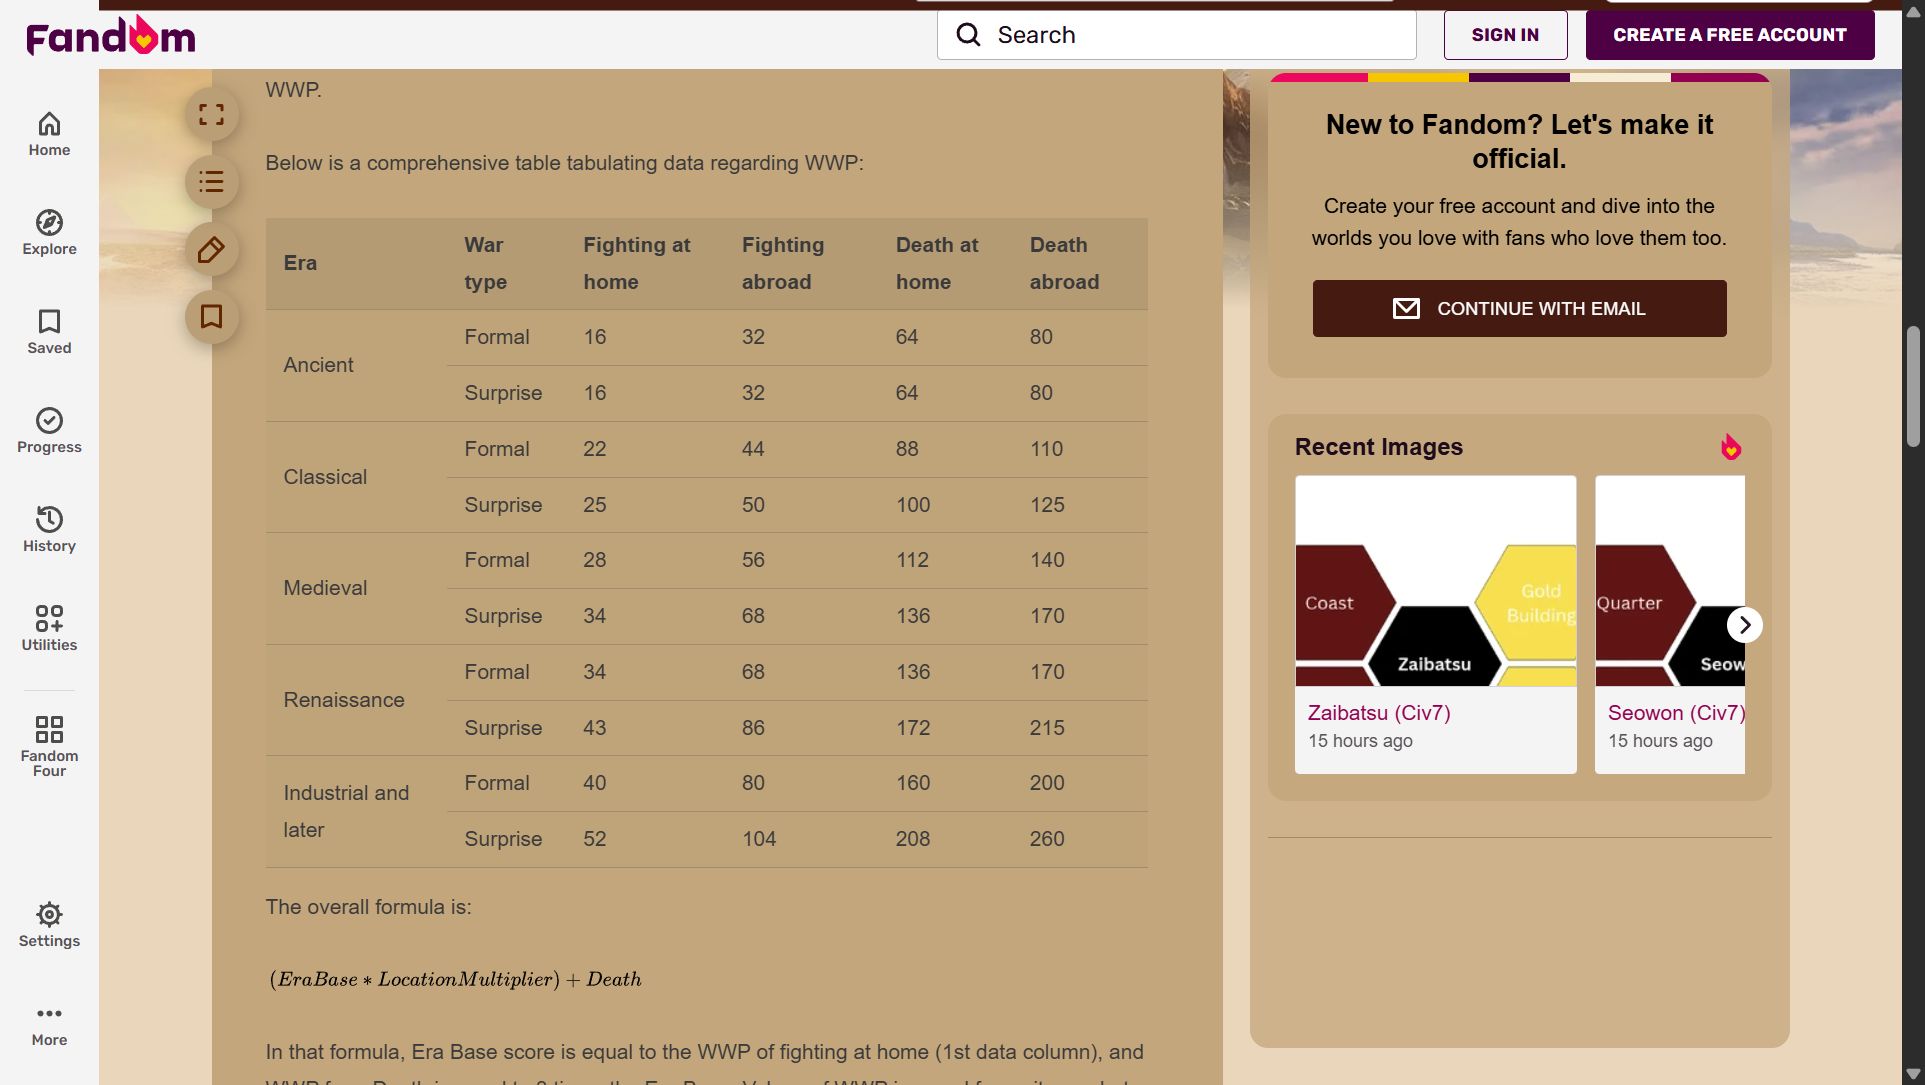 Fandom
Search
SIGN IN
CREATE A FREE ACCOUNT
Home
Explore
Saved
Progress
History
Utilities
Fandom
Four
Settings
More
WWP.
Below is a comprehensive table tabulating data regarding WWP:
Era War type Fighting at home Fighting abroad Death at home Death abroad
Ancient Formal 16 32 64 80
Surprise 16 32 64 80
Classical Formal 22 44 88 110
Surprise 25 50 100 125
Medieval Formal 28 56 112 140
Surprise 34 68 136 170
Renaissance Formal 34 68 136 170
Surprise 43 86 172 215
Industrial and later Formal 40 80 160 200
Surprise 52 104 208 260
The overall formula is:
(EraBase * LocationMultiplier) + Death
In that formula, Era Base score is equal to the WWP of fighting at home (1st data column), and
New to Fandom? Let's make it
official.
Create your free account and dive into the
worlds you love with fans who love them too.
CONTINUE WITH EMAIL
Recent Images
Coast
Gold
Building
Zaibatsu
Quarter
Seow
Zaibatsu (Civ7)
15 hours ago
Seowon (Civ7)
15 hours ago